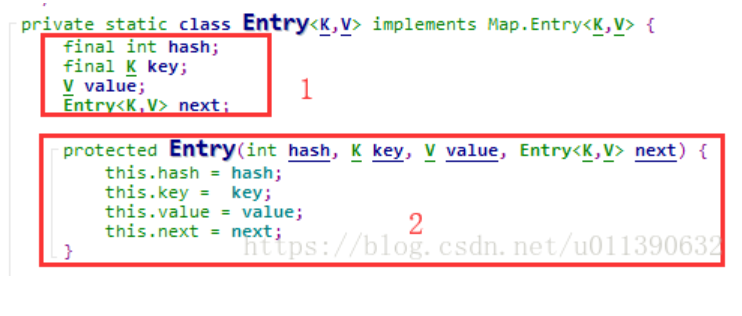 private static class Entry<K,V> implements Map.Entry<K,V> {
final int hash;
final K key;
V value;
Entry<K,V> next;
1
protected Entry(int hash, K key, V value, Entry<K,V> next) {
this.hash = hash;
this.key =  key;
this.value = value;
this.next = next;
2
https://blog.csdn.net/u011390632
}